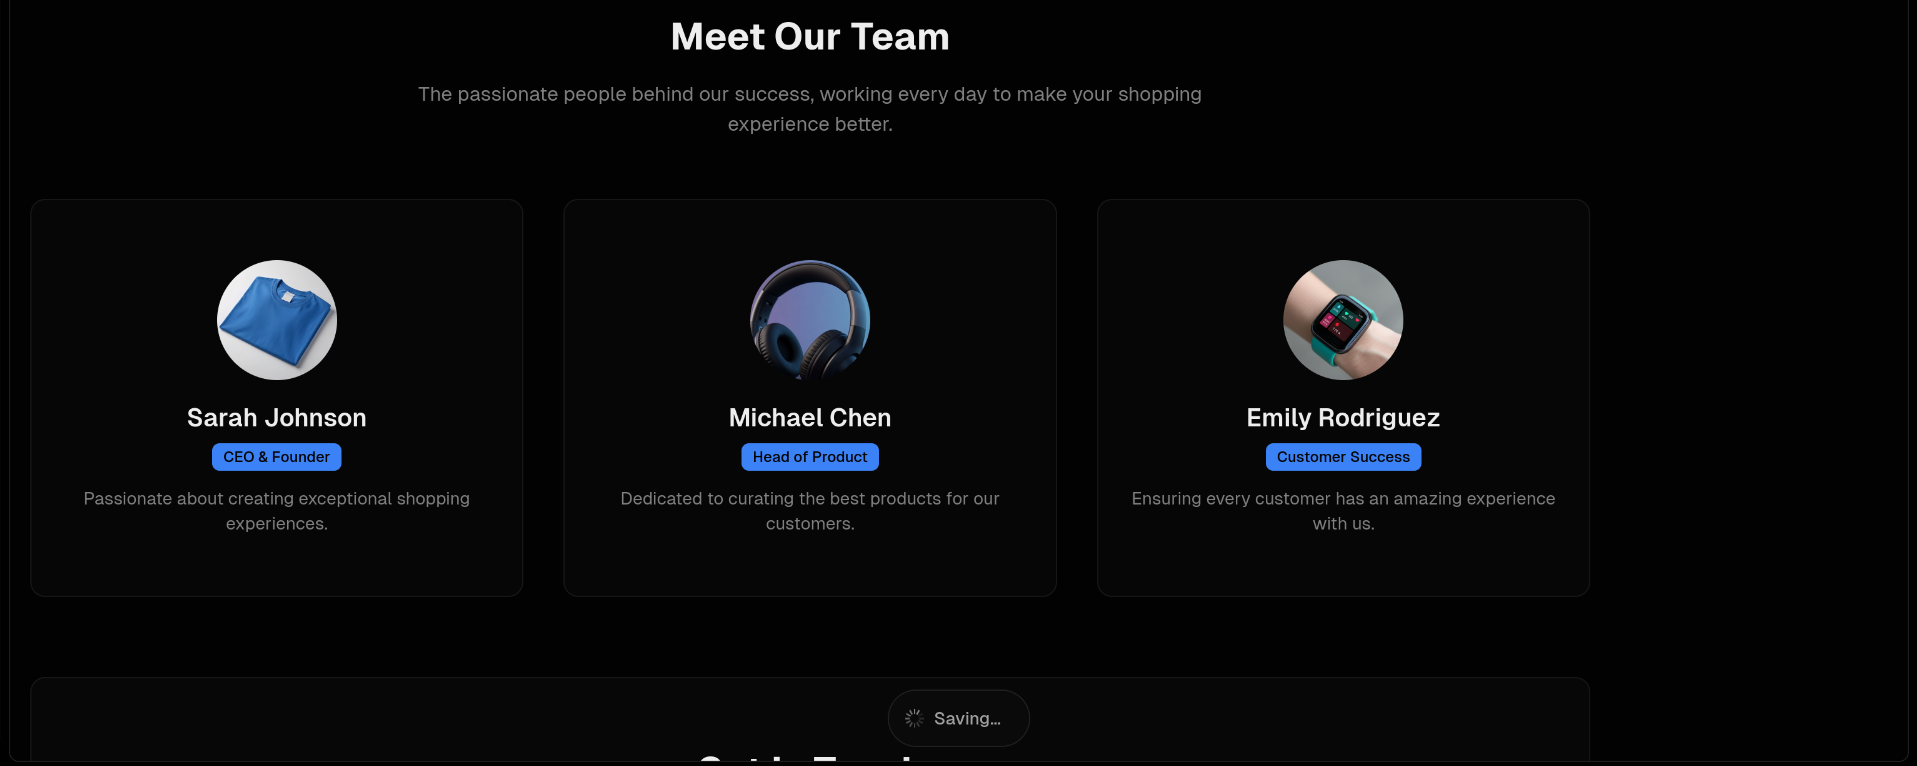 Meet Our Team
The passionate people behind our success, working every day to make your shopping
experience better.
Sarah Johnson
CEO & Founder
Passionate about creating exceptional shopping
experiences.
Michael Chen
Head of Product
Dedicated to curating the best products for our
customers.
Emily Rodriguez
Customer Success
Ensuring every customer has an amazing experience
with us.
Saving...